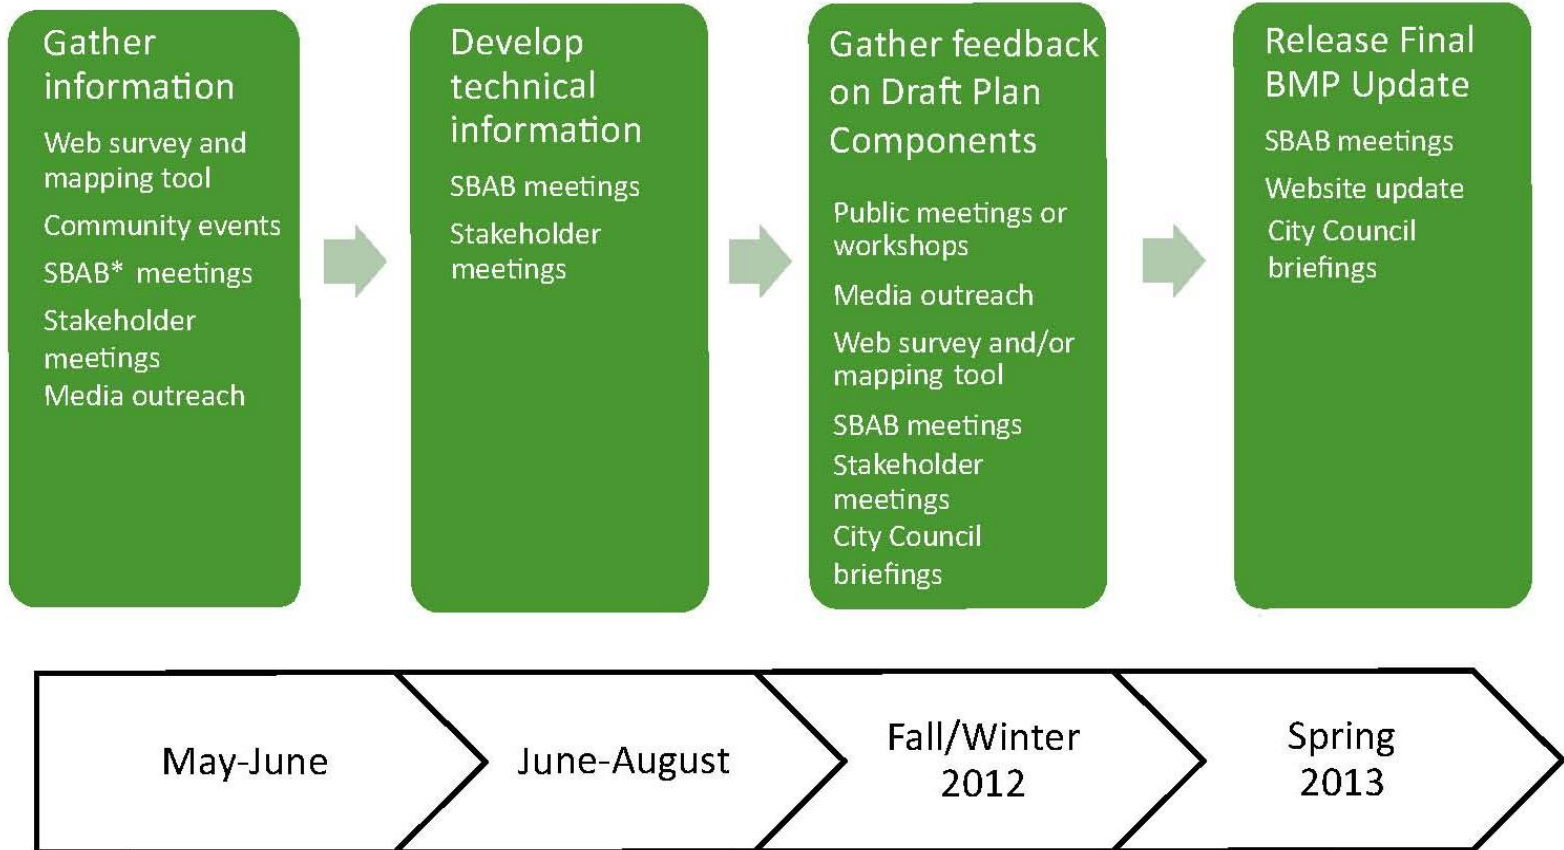 Gather
information
Web survey and
mapping tool
Community events
SBAB* meetings
Stakeholder
meetings
Media outreach
Develop
technical
information
SBAB meetings
Stakeholder
meetings
Gather feedback
on Draft Plan
Components
Public meetings or
workshops
Media outreach
Web survey and/or
mapping tool
SBAB meetings
Stakeholder
meetings
City Council
briefings
Release Final
BMP Update
SBAB meetings
Website update
City Council
briefings
May-June
June-August
Fall/Winter
2012
Spring
2013